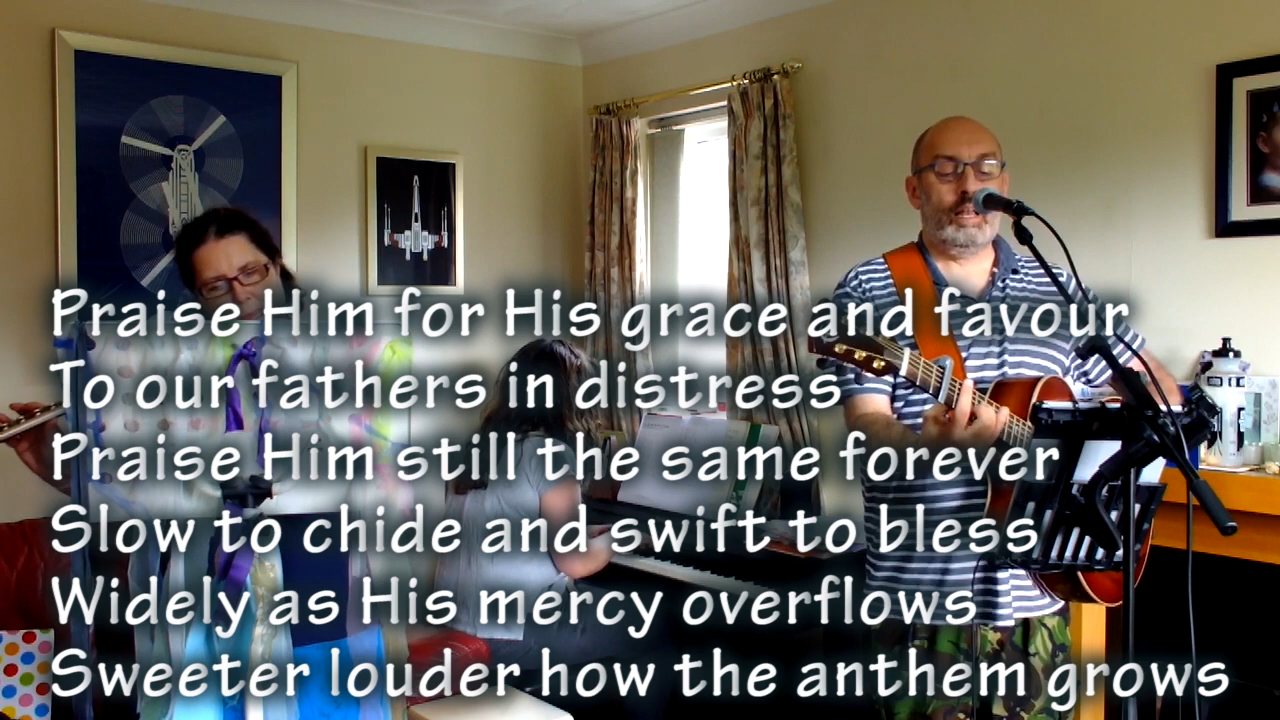 Praise Him for His grace and favour
To our fathers in distress
Praise Him still the same forever
Slow to chide and swift to bless
Widely as His mercy overflows
Sweeter louder how the anthem grows